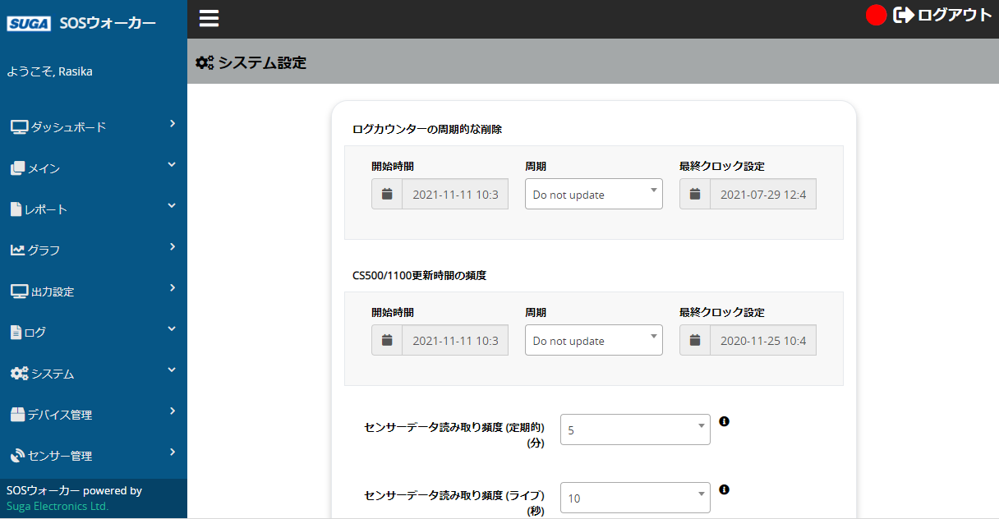 SUGA SOSウォーカー
ログアウト
ようこそ, Rasika
システム設定
ダッシュボード
メイン
レポート
グラフ
出力設定
ログ
システム
デバイス管理
センサー管理
SOSウォーカー powered by
Suga Electronics Ltd.
ログカウンターの周期的な削除
開始時間 周期 最終クロック設定
2021-11-11 10:3 Do not update 2021-07-29 12:4
CS500/1100更新時間の頻度
開始時間 周期 最終クロック設定
2021-11-11 10:3 Do not update 2020-11-25 10:4
センサーデータ読み取り頻度 (定期的) 5
(分)
センサーデータ読み取り頻度 (ライブ) 10
(秒)